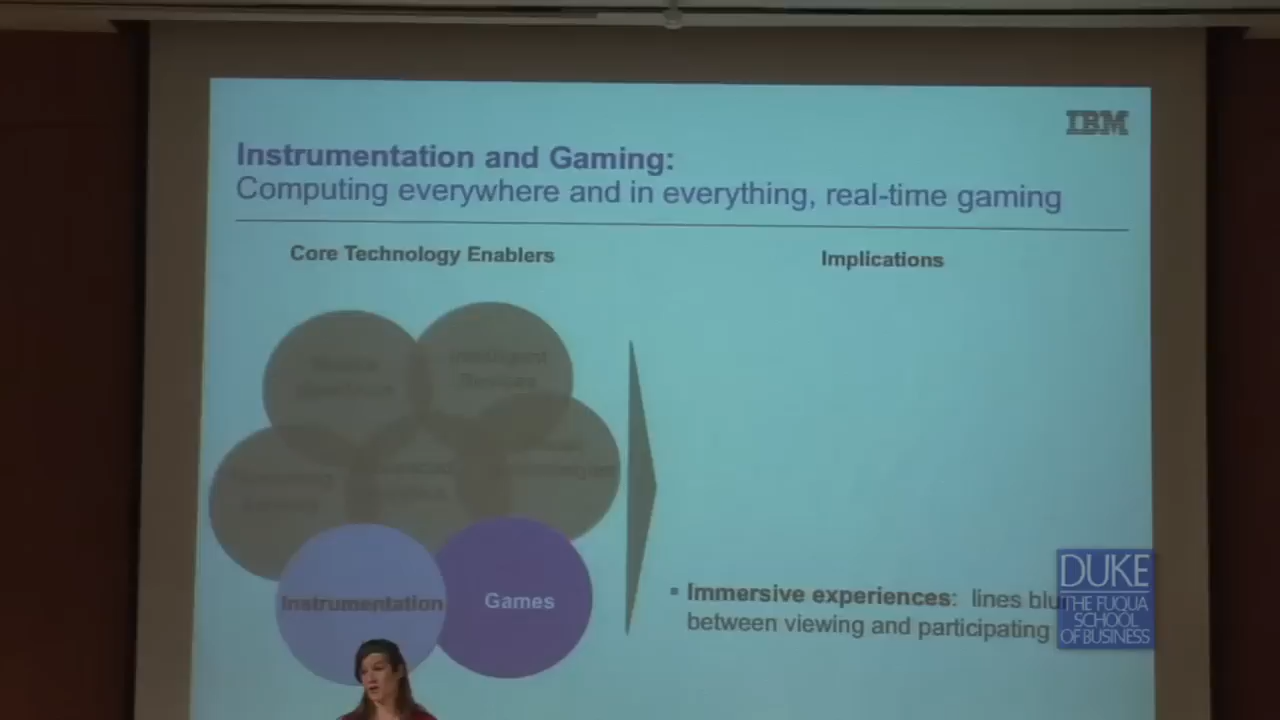 IBM
Instrumentation and Gaming:
Computing everywhere and in everything, real-time gaming
Core Technology Enablers
Implications
Instrumentation
Games
▪ Immersive experiences: lines blur
between viewing and participating
DUKE
THE FUQUA
SCHOOL
OF BUSINESS